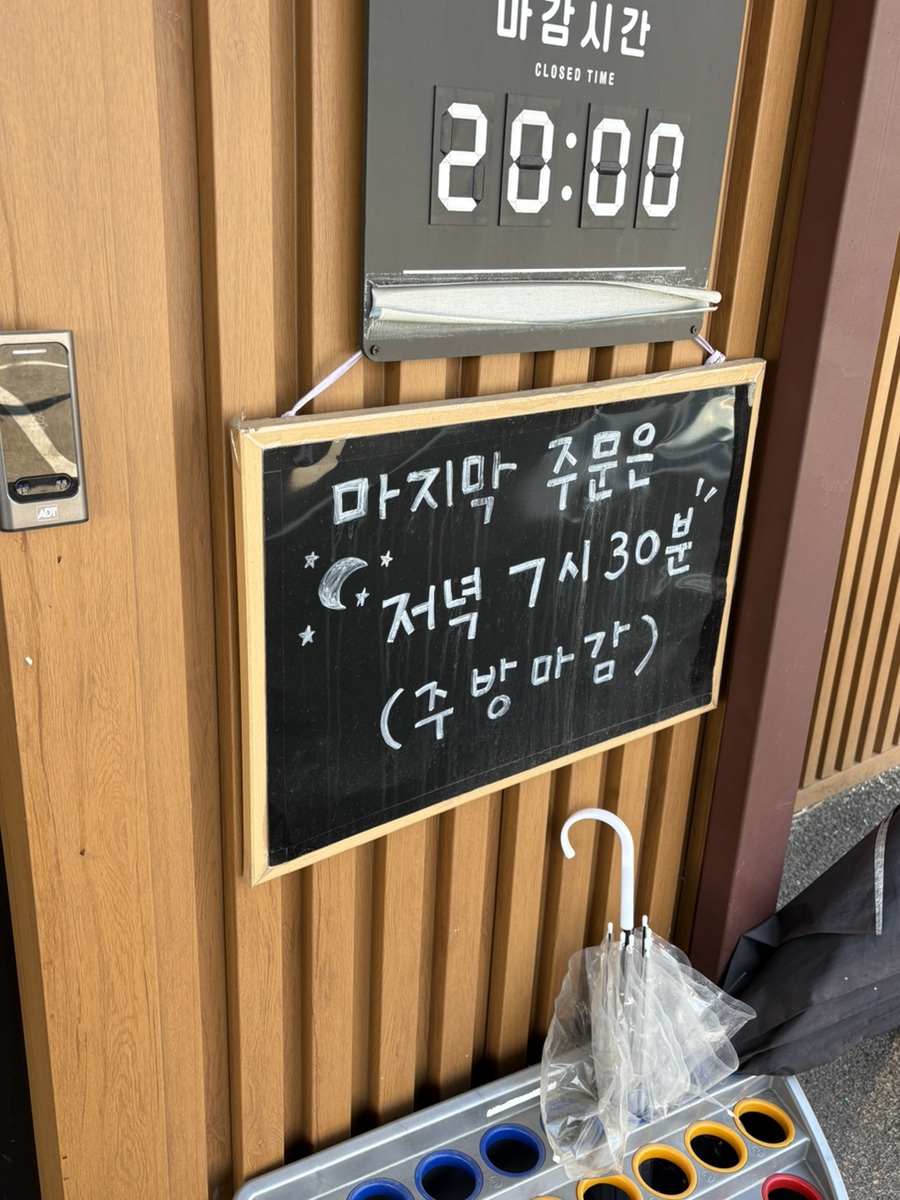 마감시간
CLOSED TIME
20:00
마지막 주문은
저녁 7시 30분
(주방마감)
ADT